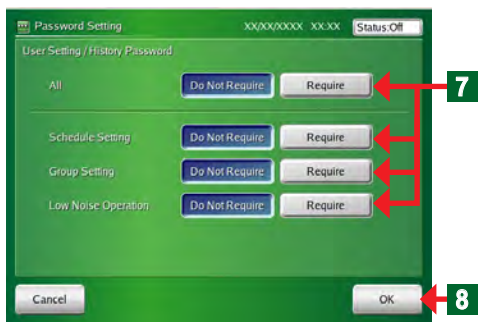 Password Setting XX/XX/XXXX XX:XX Status:Off
User Setting / History Password
All Do Not Require Require 7
Schedule Setting Do Not Require Require
Group Setting Do Not Require Require
Low Noise Operation Do Not Require Require
Cancel OK 8